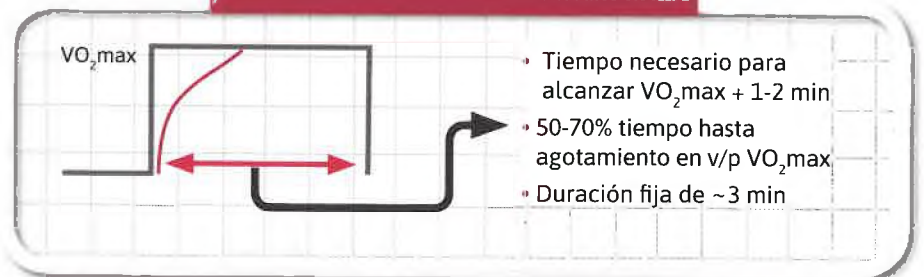 VO₂max
• Tiempo necesario para
alcanzar VO₂max + 1-2 min
• 50-70% tiempo hasta
agotamiento en v/p VO₂max
• Duración fija de ~3 min